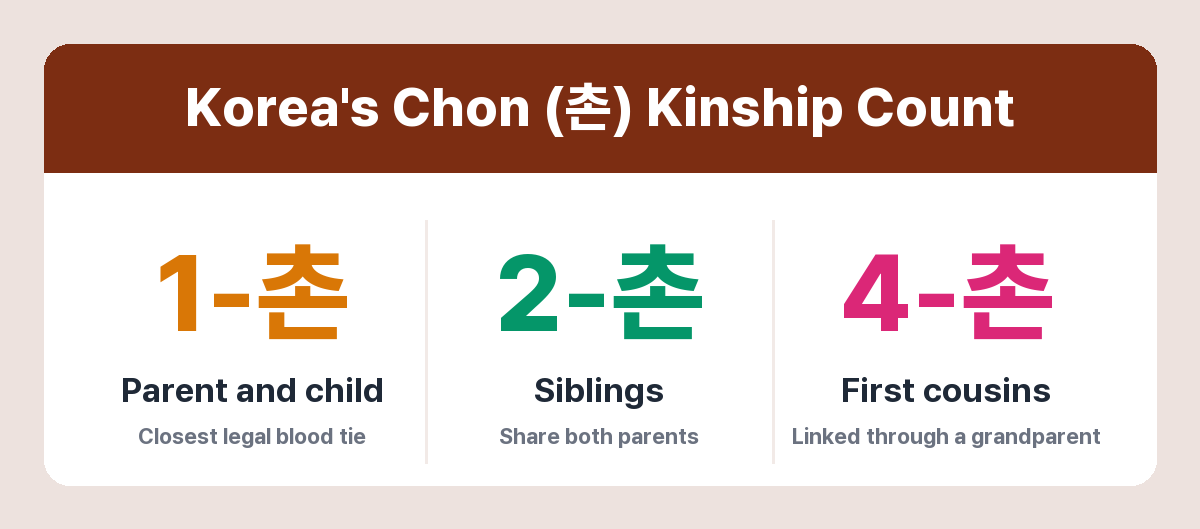 Korea's Chon (촌) Kinship Count
1-촌
Parent and child
Closest legal blood tie
2-촌
Siblings
Share both parents
4-촌
First cousins
Linked through a grandparent